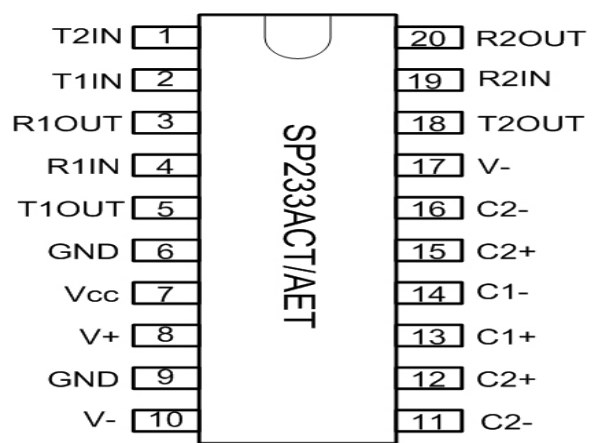 T2IN 1 20 R2OUT
T1IN 2 19 R2IN
R1OUT 3 18 T2OUT
R1IN 4 17 V-
T1OUT 5 16 C2-
GND 6 15 C2+
Vcc 7 14 C1-
V+ 8 13 C1+
GND 9 12 C2+
V- 10 11 C2-
SP233ACT/AET